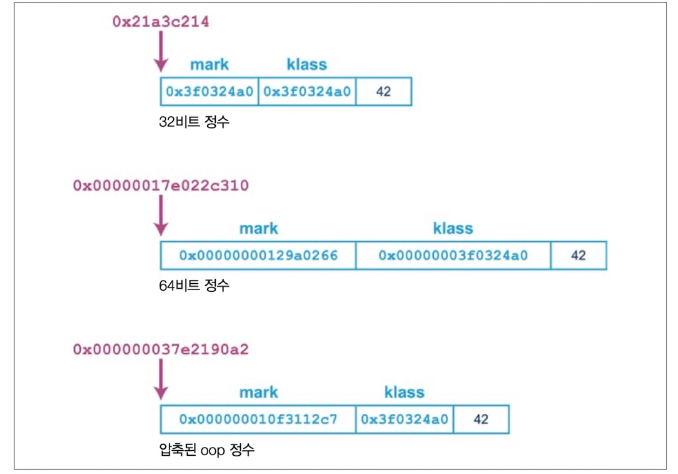 0x21a3c214
mark klass
0x3f0324a0 0x3f0324a0 42
32비트 정수
0x00000017e022c310
mark klass
0x00000000129a0266 0x00000003f0324a0 42
64비트 정수
0x000000037e2190a2
mark klass
0x000000010f3112c7 0x3f0324a0 42
압축된 oop 정수